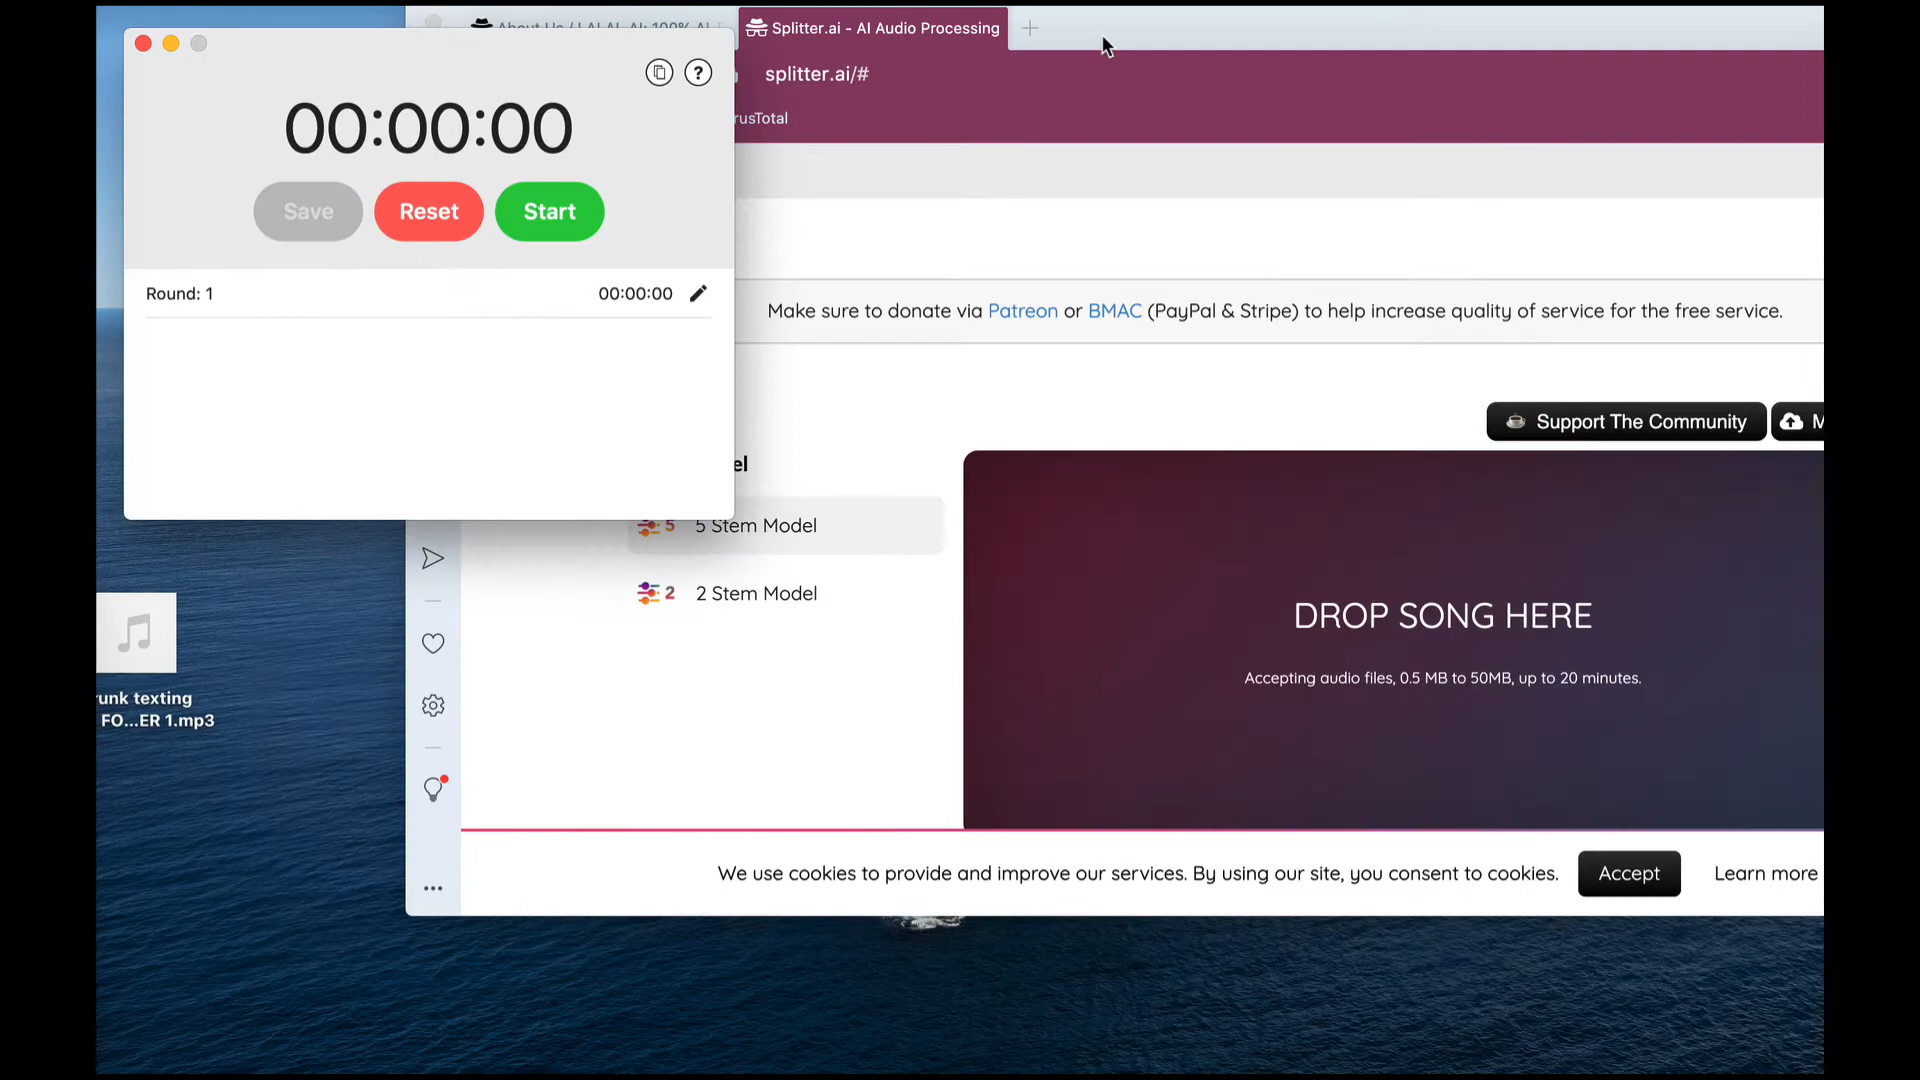 Splitter.ai - AI Audio Processing
splitter.ai/#
rusTotal
00:00:00
Save
Reset
Start
Round: 1
00:00:00
Make sure to donate via Patreon or BMAC (PayPal & Stripe) to help increase quality of service for the free service.
Support The Community
M
el
5 5 Stem Model
2 2 Stem Model
DROP SONG HERE
Accepting audio files, 0.5 MB to 50MB, up to 20 minutes.
unk texting
FO...ER 1.mp3
We use cookies to provide and improve our services. By using our site, you consent to cookies.
Accept
Learn more